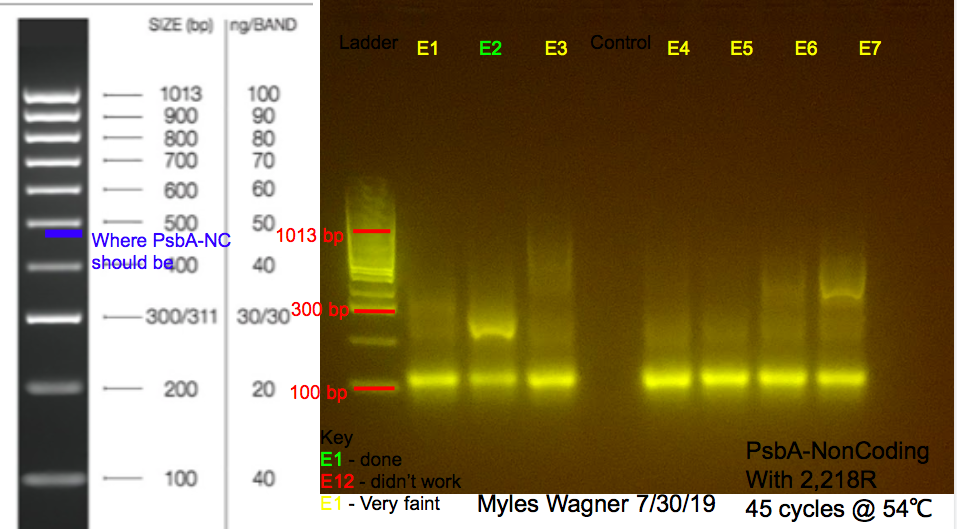 SIZE (bp) ng/BAND
1013 100
900 90
800 80
700 70
600 60
500 50
Where PsbA-NC
should be
400 40
300/311 30/30
200 20
100 40
Ladder E1 E2 E3 Control E4 E5 E6 E7
1013 bp
300 bp
100 bp
Key
E1 - done
E12 - didn't work
E1 - Very faint
Myles Wagner 7/30/19
PsbA-NonCoding
With 2,218R
45 cycles @ 54℃